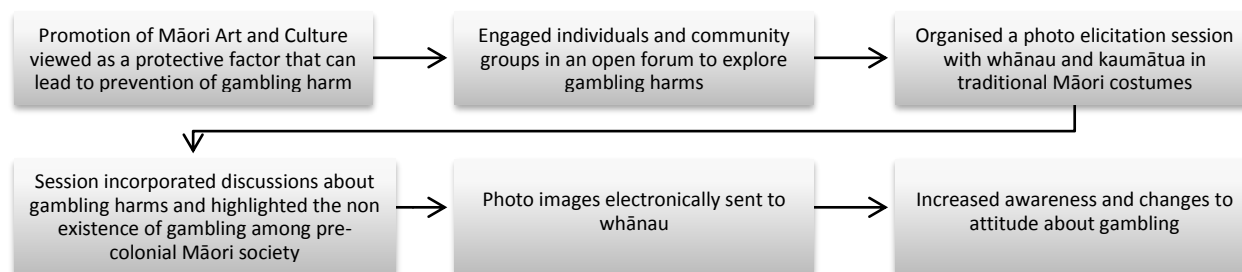 Promotion of Māori Art and Culture
viewed as a protective factor that can
lead to prevention of gambling harm
Engaged individuals and community
groups in an open forum to explore
gambling harms
Organised a photo elicitation session
with whānau and kaumātua in
traditional Māori costumes
Session incorporated discussions about
gambling harms and highlighted the non
existence of gambling among pre-
colonial Māori society
Photo images electronically sent to
whānau
Increased awareness and changes to
attitude about gambling